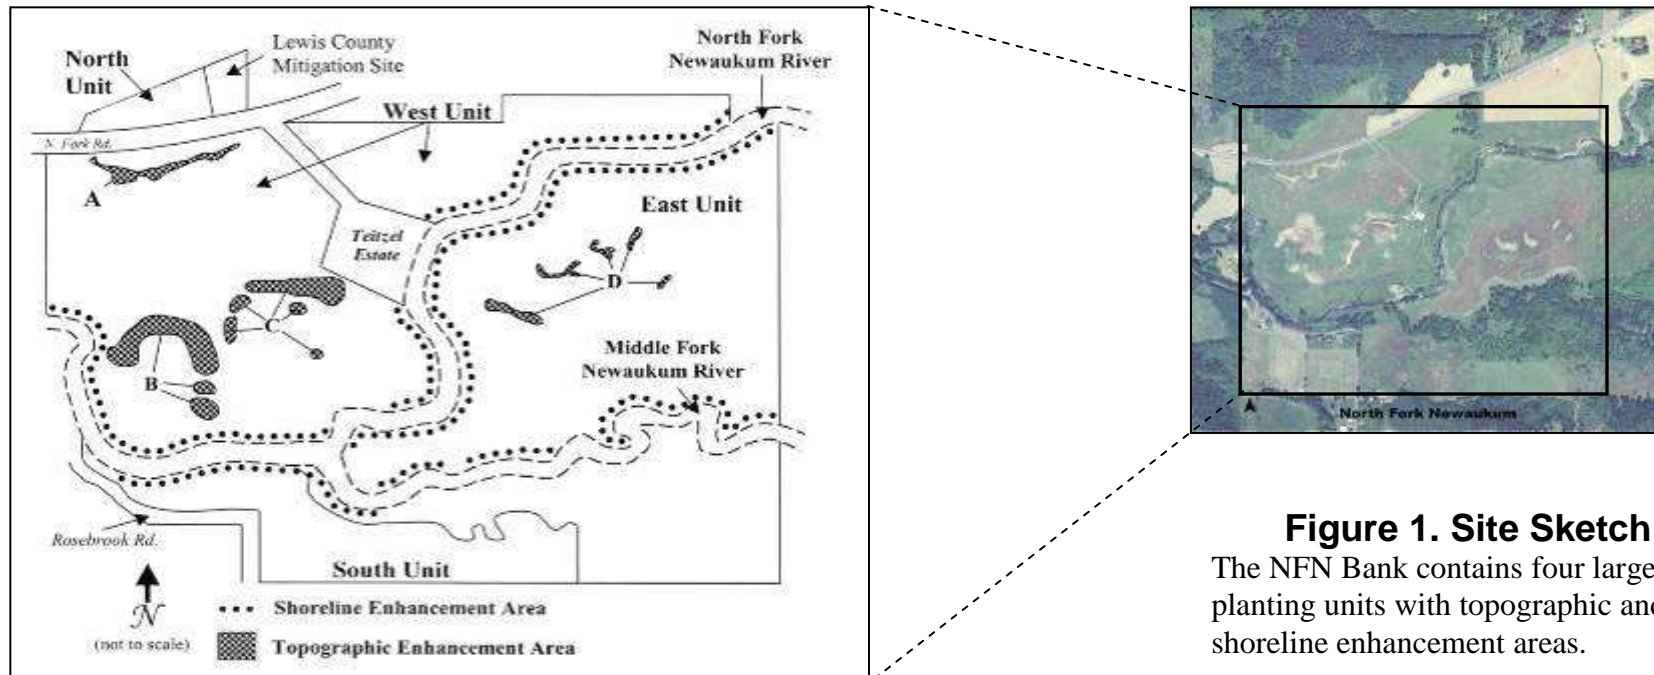 North
Unit
Lewis County
Mitigation Site
North Fork
Newaukum River
West Unit
N. Fork Rd.
A
East Unit
Teitzel
Estate
D
C
B
Middle Fork
Newaukum River
Rosebrook Rd.
South Unit
N
(not to scale)
Shoreline Enhancement Area
Topographic Enhancement Area
North Fork Newaukum
Figure 1. Site Sketch
The NFN Bank contains four large
planting units with topographic and
shoreline enhancement areas.